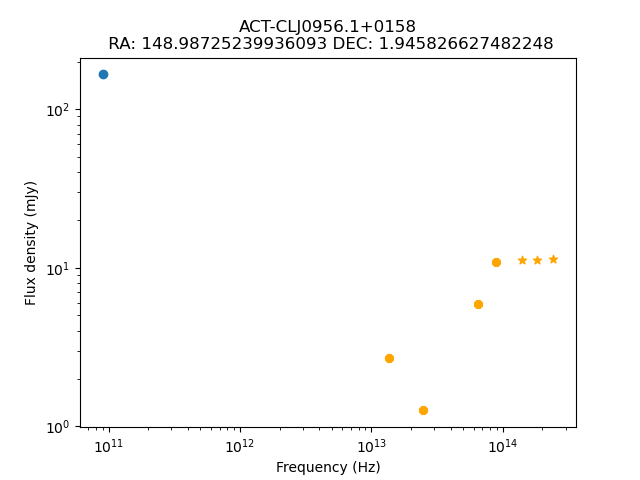 ACT-CLJ0956.1+0158
RA: 148.98725239936093 DEC: 1.945826627482248
Flux density (mJy)
10²
10¹
10⁰
10¹¹
10¹²
10¹³
10¹⁴
Frequency (Hz)